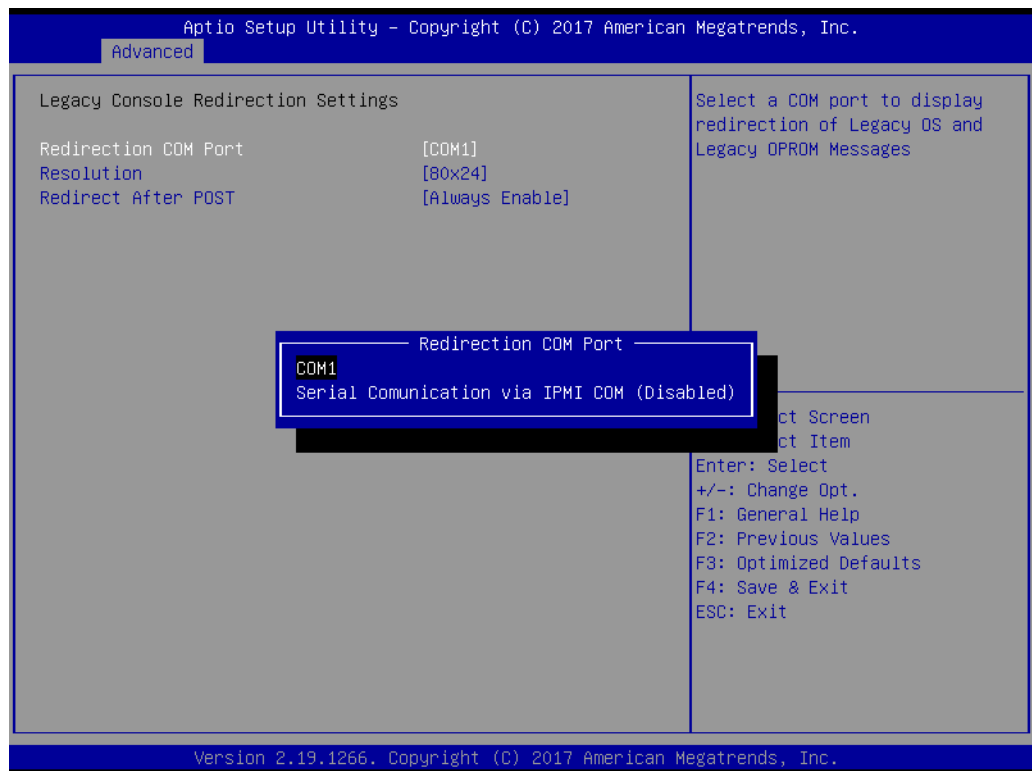 Aptio Setup Utility – Copyright (C) 2017 American Megatrends, Inc.
Advanced
Legacy Console Redirection Settings
Redirection COM Port [COM1]
Resolution [80x24]
Redirect After POST [Always Enable]
Select a COM port to display
redirection of Legacy OS and
Legacy OPROM Messages
Redirection COM Port
COM1
Serial Comunication via IPMI COM (Disabled)
ct Screen
ct Item
Enter: Select
+/-: Change Opt.
F1: General Help
F2: Previous Values
F3: Optimized Defaults
F4: Save & Exit
ESC: Exit
Version 2.19.1266. Copyright (C) 2017 American Megatrends, Inc.